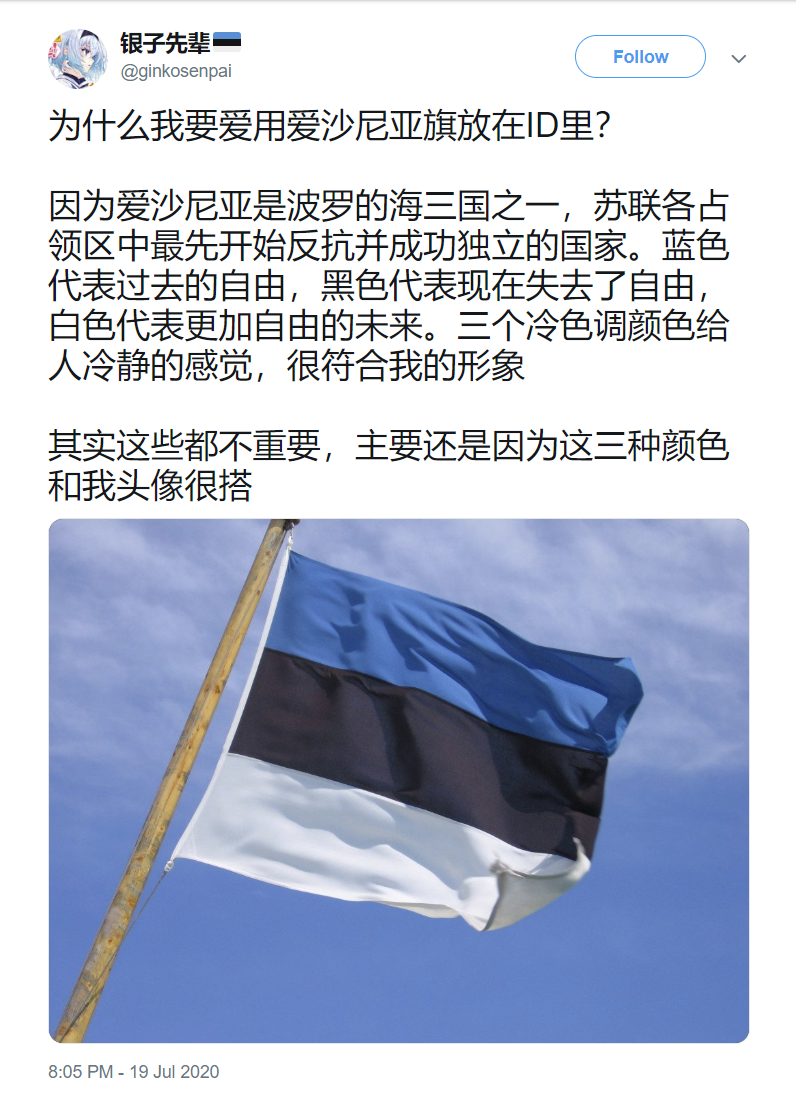 银子先辈
@ginkosenpai
Follow
为什么我要爱用爱沙尼亚旗放在ID里?
因为爱沙尼亚是波罗的海三国之一，苏联各占
领区中最先开始反抗并成功独立的国家。蓝色
代表过去的自由，黑色代表现在失去了自由，
白色代表更加自由的未来。三个冷色调颜色给
人冷静的感觉，很符合我的形象
其实这些都不重要，主要还是因为这三种颜色
和我头像很搭
8:05 PM - 19 Jul 2020